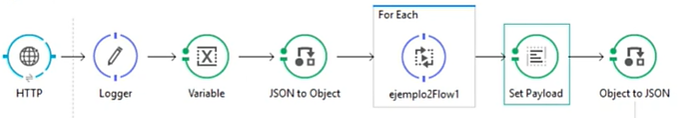 For Each
HTTP
Logger
Variable
JSON to Object
ejemplo2Flow1
Set Payload
Object to JSON